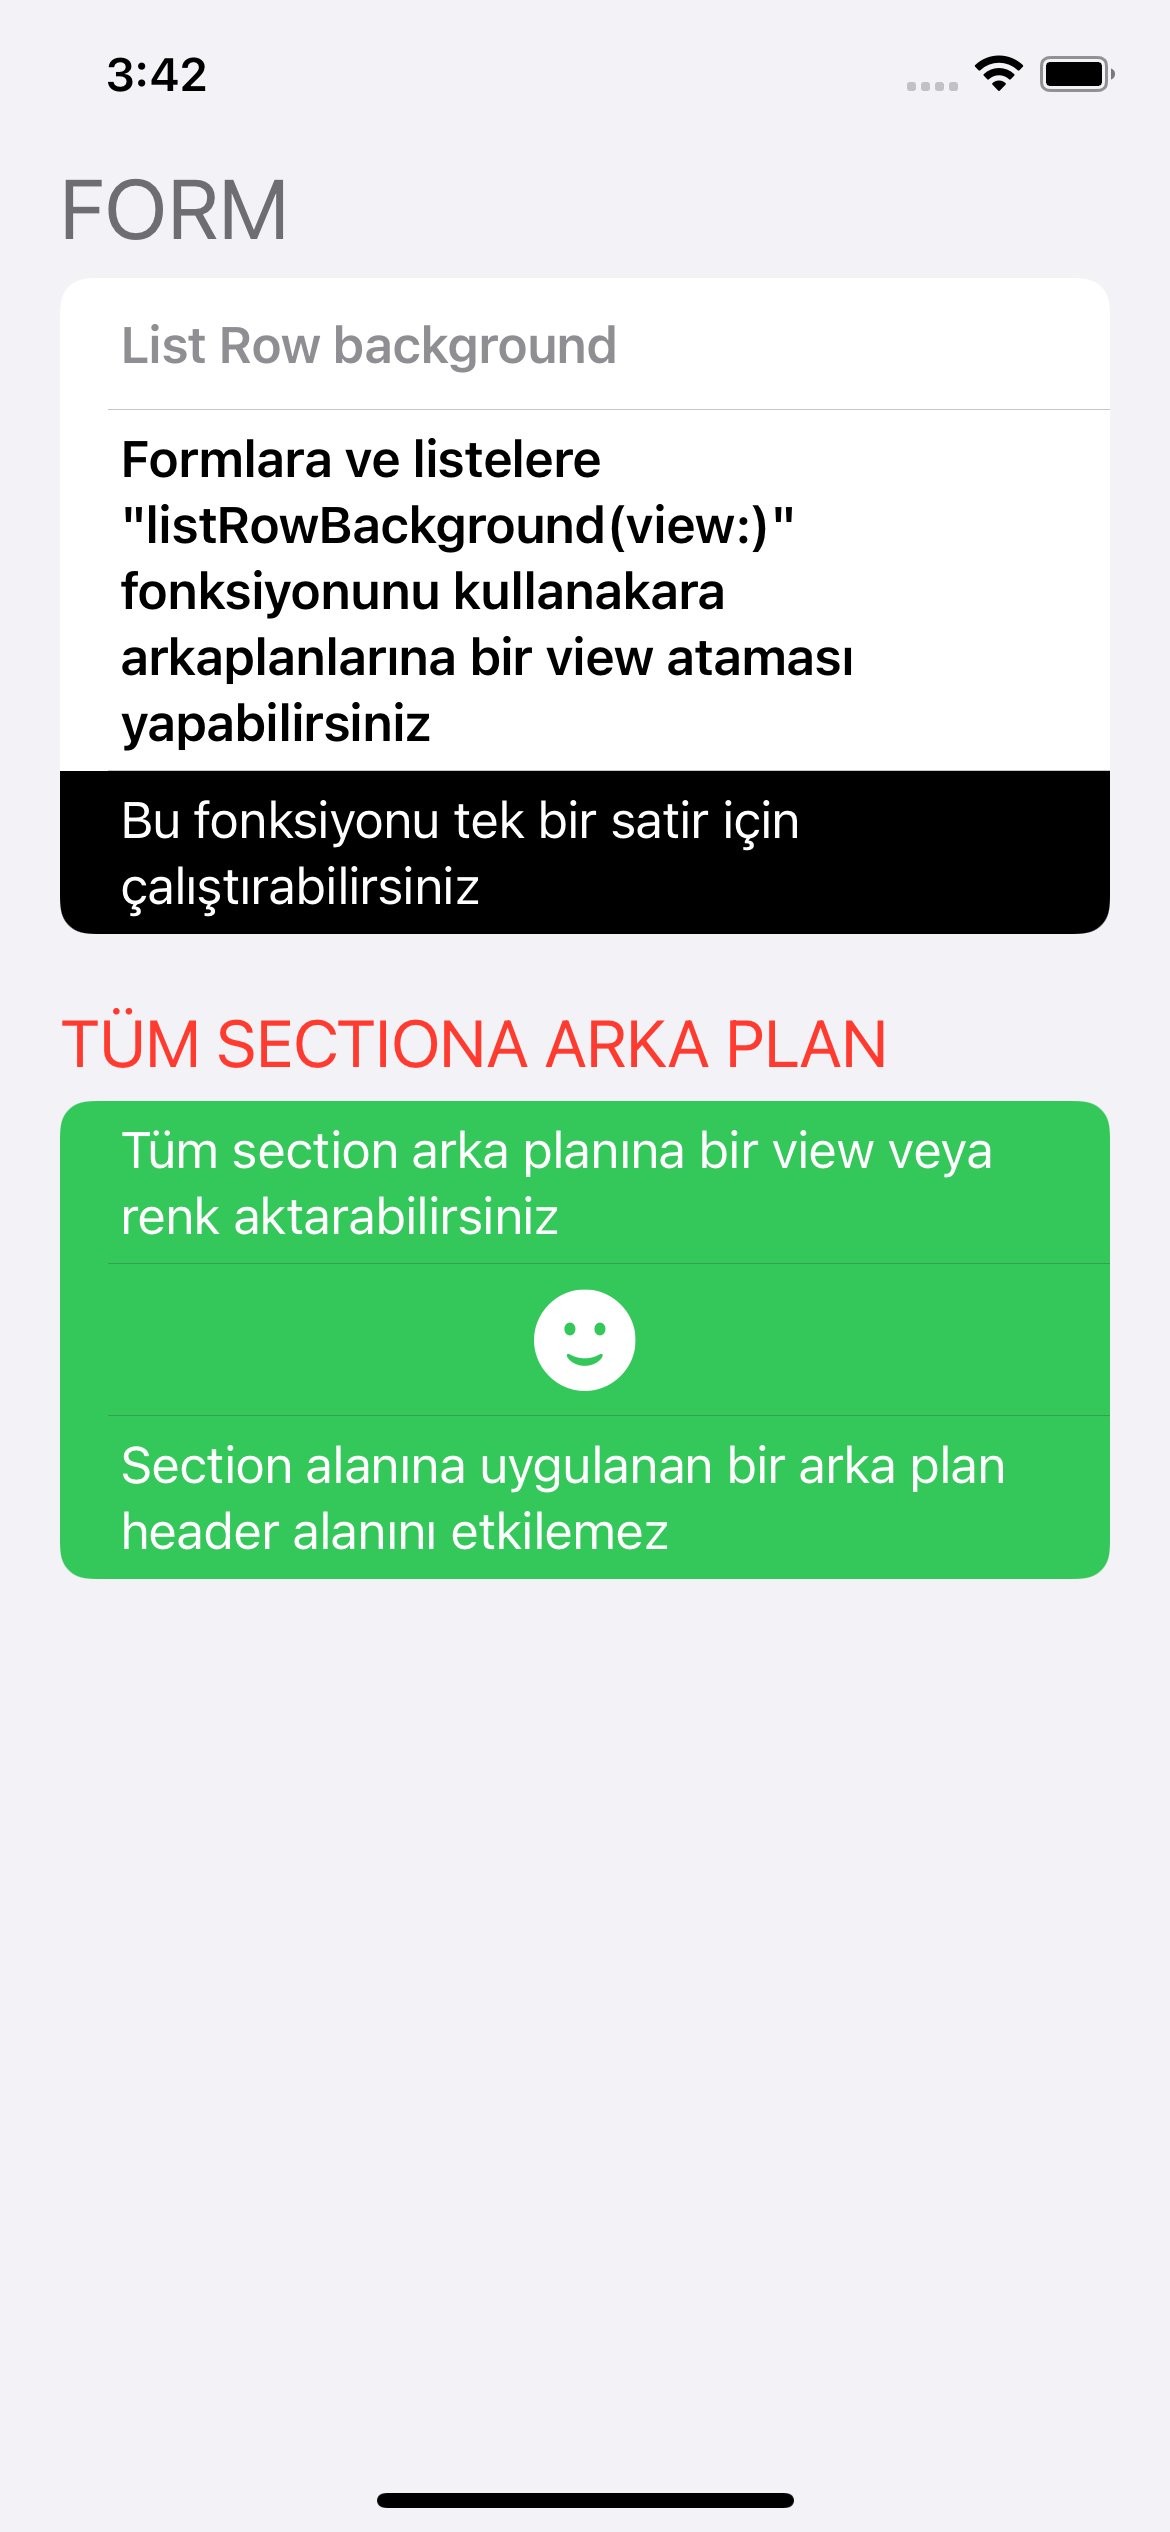 3:42
FORM
List Row background
Formlara ve listelere
"listRowBackground(view:)"
fonksiyonunu kullanakara
arkaplanlarına bir view ataması
yapabilirsiniz
Bu fonksiyonu tek bir satir için
çalıştırabilirsiniz
TÜM SECTIONA ARKA PLAN
Tüm section arka planına bir view veya
renk aktarabilirsiniz
Section alanına uygulanan bir arka plan
header alanını etkilemez